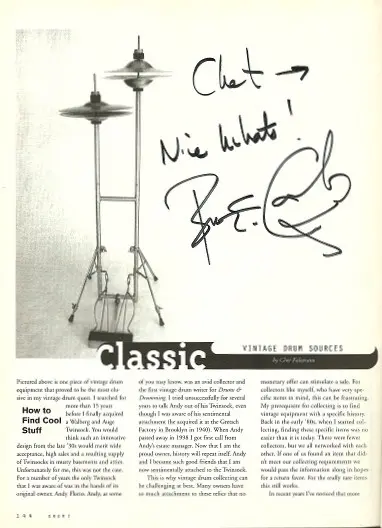 Chet →
Nice hihats!
Classic
VINTAGE DRUM SOURCES
by Chet Falzerano
Pictured above is one piece of vintage drum
equipment that proved to be the most elu-
sive in my vintage drum quest. I searched for
more than 15 years
before I finally acquired
a Walberg and Auge
Twinsock. You would
think such an innovative
How to
Find Cool
Stuff
design from the late '30s would merit wide
acceptance, high sales and a resulting supply
of Twinsocks in musty basements and attics.
Unfortunately for me, this was not the case.
For a number of years the only Twinsock
that I was aware of was in the hands of its
original owner, Andy Florio. Andy, as some
of you may know, was an avid collector and
the first vintage drum writer for Drums &
Drumming. I tried unsuccessfully for several
years to talk Andy out of his Twinsock, even
though I was aware of his sentimental
attachment (he acquired it at the Gretsch
Factory in Brooklyn in 1940). When Andy
passed away in 1998 I got first call from
Andy's estate manager. Now that I am the
proud owner, history will repeat itself. Andy
and I became such good friends that I am
now sentimentally attached to the Twinsock.
This is why vintage drum collecting can
be challenging at best. Many owners have
so much attachment to these relics that no
monetary offer can stimulate a sale. For
collectors like myself, who have very spe-
cific items in mind, this can be frustrating.
My prerequisite for collecting is to find
vintage equipment with a specific history.
Back in the early '80s, when I started col-
lecting, finding these specific items was no
easier than it is today. There were fewer
collectors, but we all networked with each
other. If one of us found an item that did-
n't meet our collecting requirements we
would pass the information along in hopes
for a return favor. For the really rare items
this still works.
In recent years I've noticed that more